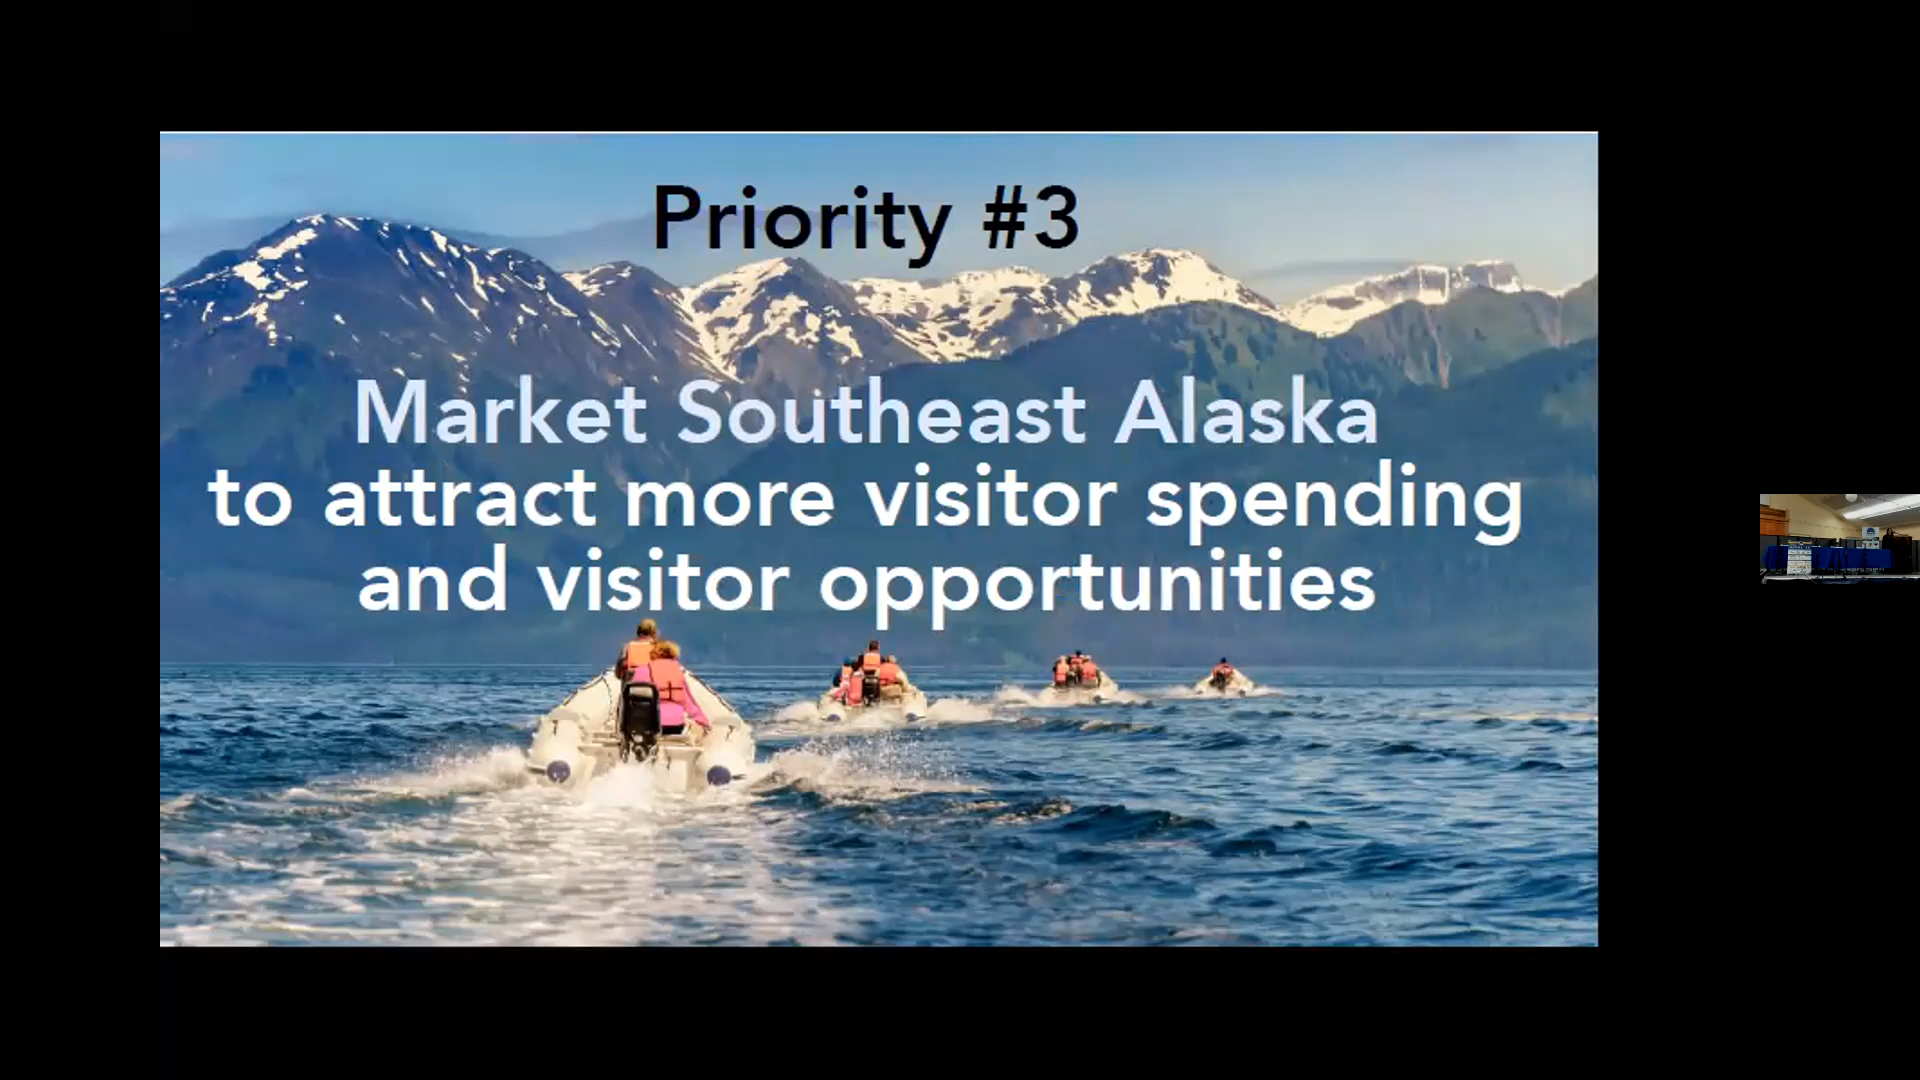 Priority #3
Market Southeast Alaska
to attract more visitor spending
and visitor opportunities